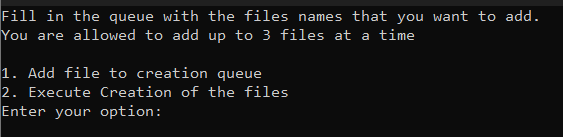 Fill in the queue with the files names that you want to add.
You are allowed to add up to 3 files at a time
1. Add file to creation queue
2. Execute Creation of the files
Enter your option: